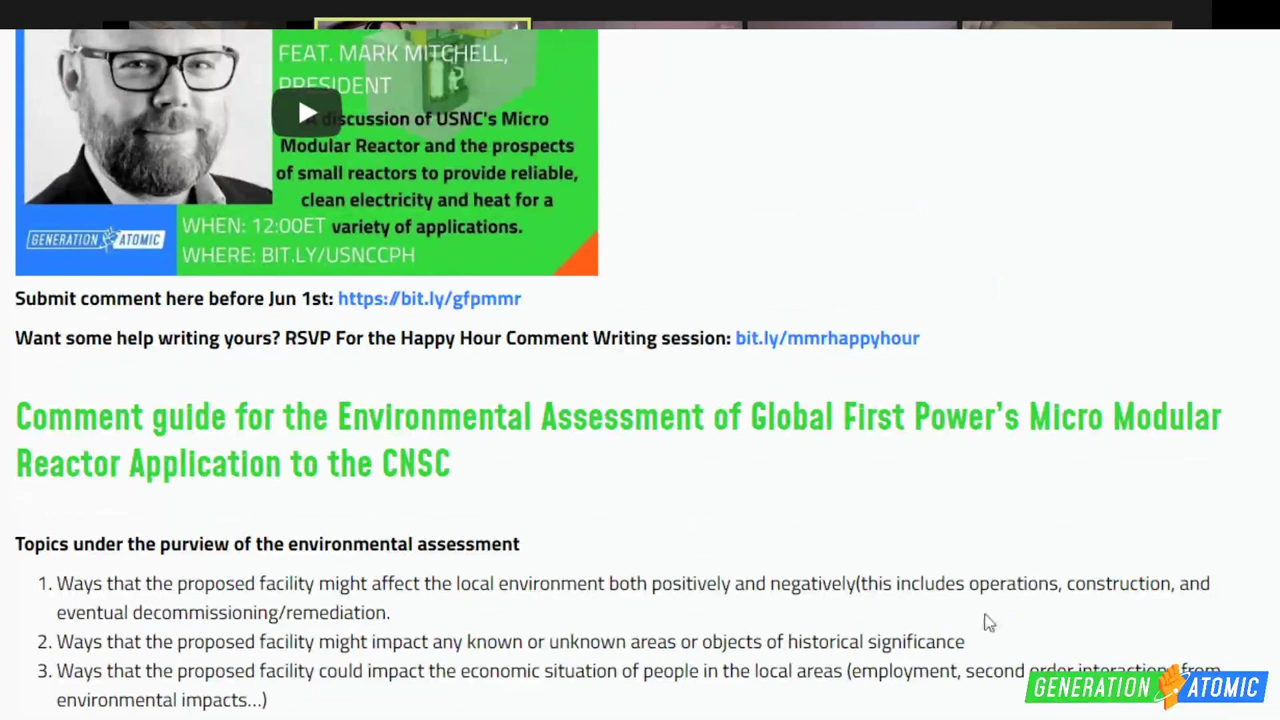 FEAT. MARK MITCHELL,
PRESIDENT
discussion of USNC's Micro
Modular Reactor and the prospects
of small reactors to provide reliable,
clean electricity and heat for a
variety of applications.
WHEN: 12:00ET
WHERE: BIT.LY/USNCCPH
GENERATION ATOMIC
Submit comment here before Jun 1st: https://bit.ly/gfpmmr
Want some help writing yours? RSVP For the Happy Hour Comment Writing session: bit.ly/mmrhappyhour
Comment guide for the Environmental Assessment of Global First Power's Micro Modular
Reactor Application to the CNSC
Topics under the purview of the environmental assessment
1. Ways that the proposed facility might affect the local environment both positively and negatively(this includes operations, construction, and
eventual decommissioning/remediation.
2. Ways that the proposed facility might impact any known or unknown areas or objects of historical significance
3. Ways that the proposed facility could impact the economic situation of people in the local areas (employment, second order interactions from
environmental impacts...)
GENERATION ATOMIC